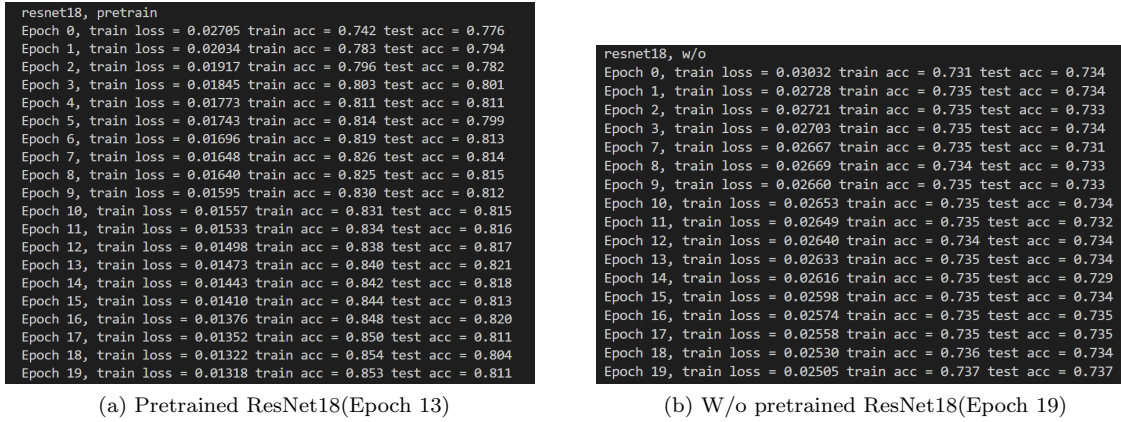 resnet18, pretrain
Epoch 0, train loss = 0.02705 train acc = 0.742 test acc = 0.776
Epoch 1, train loss = 0.02034 train acc = 0.783 test acc = 0.794
Epoch 2, train loss = 0.01917 train acc = 0.796 test acc = 0.782
Epoch 3, train loss = 0.01845 train acc = 0.803 test acc = 0.801
Epoch 4, train loss = 0.01773 train acc = 0.811 test acc = 0.811
Epoch 5, train loss = 0.01743 train acc = 0.814 test acc = 0.799
Epoch 6, train loss = 0.01696 train acc = 0.819 test acc = 0.813
Epoch 7, train loss = 0.01648 train acc = 0.826 test acc = 0.814
Epoch 8, train loss = 0.01640 train acc = 0.825 test acc = 0.815
Epoch 9, train loss = 0.01595 train acc = 0.830 test acc = 0.812
Epoch 10, train loss = 0.01557 train acc = 0.831 test acc = 0.815
Epoch 11, train loss = 0.01533 train acc = 0.834 test acc = 0.816
Epoch 12, train loss = 0.01498 train acc = 0.838 test acc = 0.817
Epoch 13, train loss = 0.01473 train acc = 0.840 test acc = 0.821
Epoch 14, train loss = 0.01443 train acc = 0.842 test acc = 0.818
Epoch 15, train loss = 0.01410 train acc = 0.844 test acc = 0.813
Epoch 16, train loss = 0.01376 train acc = 0.848 test acc = 0.820
Epoch 17, train loss = 0.01352 train acc = 0.850 test acc = 0.811
Epoch 18, train loss = 0.01322 train acc = 0.854 test acc = 0.804
Epoch 19, train loss = 0.01318 train acc = 0.853 test acc = 0.811
(a) Pretrained ResNet18(Epoch 13)
resnet18, w/o
Epoch 0, train loss = 0.03032 train acc = 0.731 test acc = 0.734
Epoch 1, train loss = 0.02728 train acc = 0.735 test acc = 0.734
Epoch 2, train loss = 0.02721 train acc = 0.735 test acc = 0.733
Epoch 3, train loss = 0.02703 train acc = 0.735 test acc = 0.734
Epoch 7, train loss = 0.02667 train acc = 0.735 test acc = 0.731
Epoch 8, train loss = 0.02669 train acc = 0.734 test acc = 0.733
Epoch 9, train loss = 0.02660 train acc = 0.735 test acc = 0.733
Epoch 10, train loss = 0.02653 train acc = 0.735 test acc = 0.734
Epoch 11, train loss = 0.02649 train acc = 0.735 test acc = 0.732
Epoch 12, train loss = 0.02640 train acc = 0.734 test acc = 0.734
Epoch 13, train loss = 0.02633 train acc = 0.735 test acc = 0.734
Epoch 14, train loss = 0.02616 train acc = 0.735 test acc = 0.729
Epoch 15, train loss = 0.02598 train acc = 0.735 test acc = 0.734
Epoch 16, train loss = 0.02574 train acc = 0.735 test acc = 0.735
Epoch 17, train loss = 0.02558 train acc = 0.735 test acc = 0.735
Epoch 18, train loss = 0.02530 train acc = 0.736 test acc = 0.734
Epoch 19, train loss = 0.02505 train acc = 0.737 test acc = 0.737
(b) W/o pretrained ResNet18(Epoch 19)